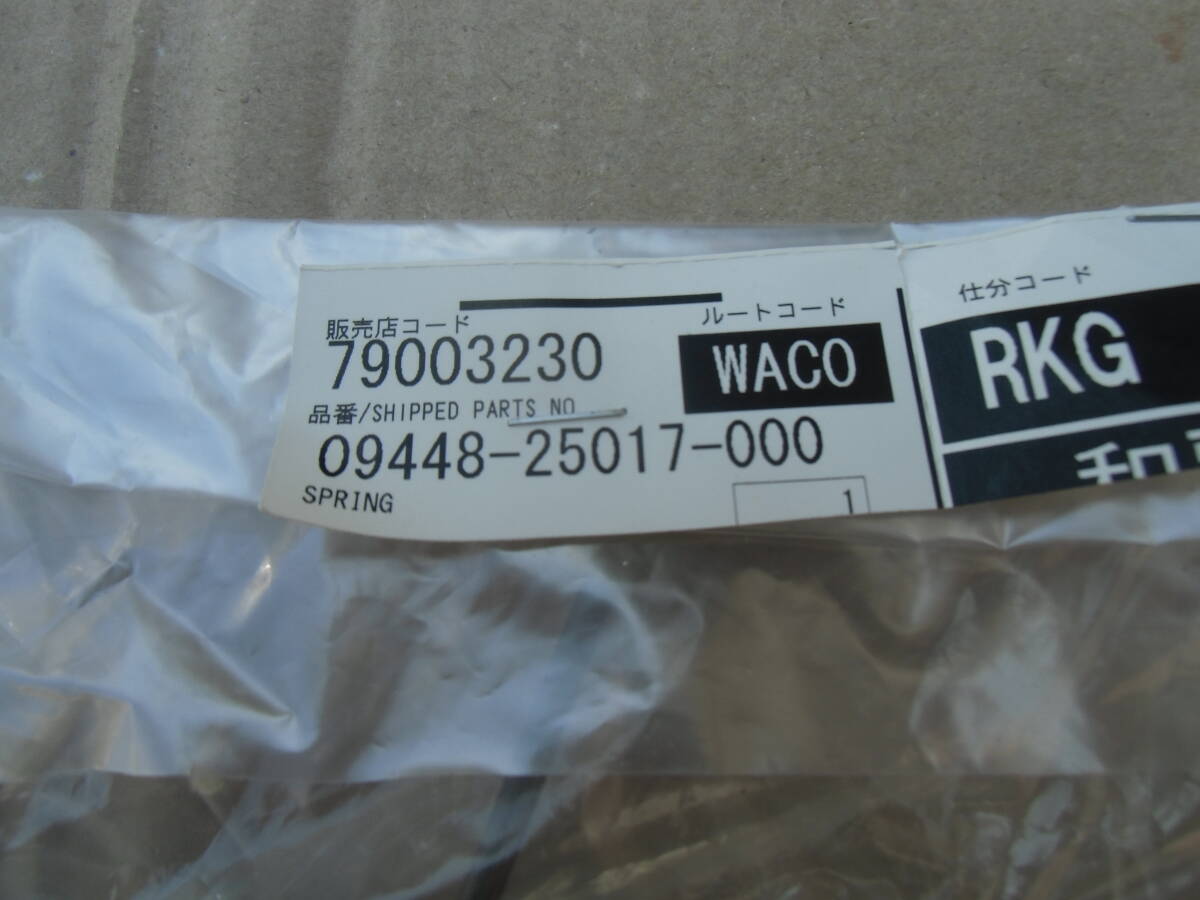 販売店コード
79003230
ルートコード
WACO
品番/SHIPPED PARTS NO
09448-25017-000
SPRING
1
仕分コード
RKG
和